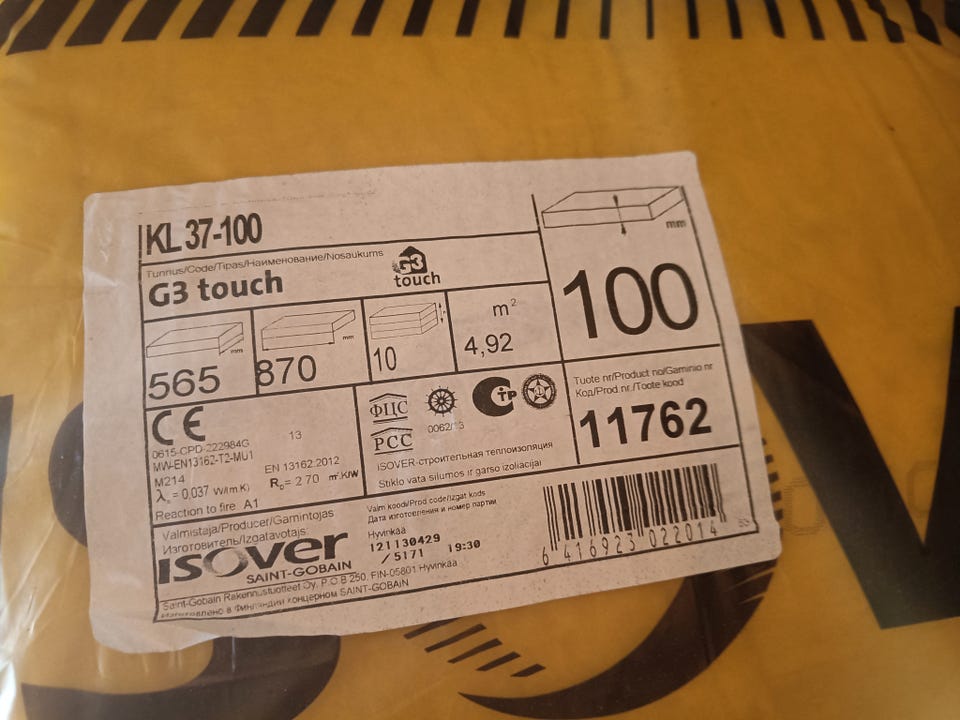 KL 37-100
Tunnus/Code/Tipas/Наименование/Nosaukums
G3 touch
G3
touch
mm
100
565 mm
870 mm
10
m²
4,92
CE
0615-CPD-222984G
13
MW-EN13162-T2-MU1
EN 13162:2012
M214
λ = 0,037 W/(m.K)
R = 2 70 m².K/W
Reaction to fire A1
ФЦС
РСС
0062/13
ТР
ISOVER-строительная теплоизоляция
Stiklo vata šilumos ir garso izoliacijai
Tuote nr/Product no/Gaminio nr
Код/Prod.nr./Toote kood
11762
Valmistaja/Producer/Gamintojas
Изготовитель/Izgatavotājs
isover
SAINT-GOBAIN
Valm koodi/Prod.code/Izgat kods
Дата изготовления и номер партии
Hyvinkää
121130429
/5171 19:30
6 416923 022014
Saint-Gobain Rakennustuotteet Oy, P.O.B 250, FIN-05801 Hyvinkää
Изготовлено в Финляндии концерном SAINT-GOBAIN